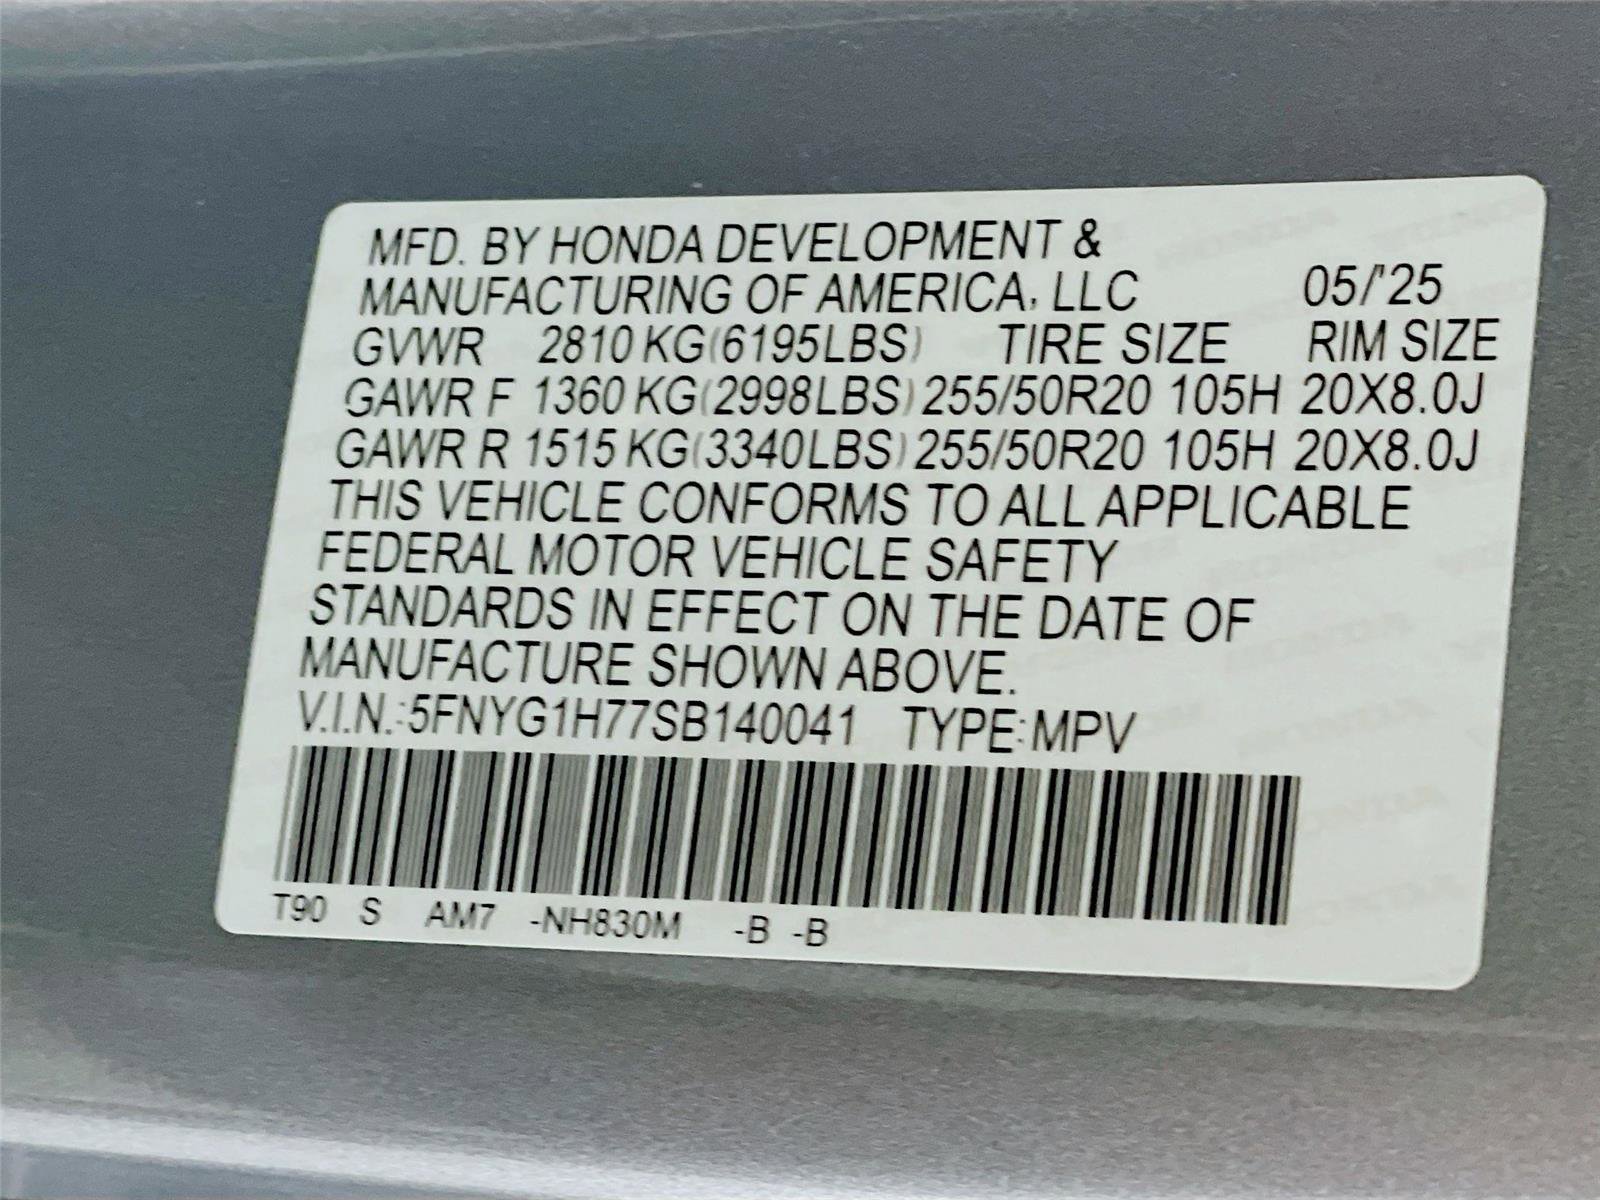 MFD. BY HONDA DEVELOPMENT &
MANUFACTURING OF AMERICA, LLC 05/'25
GVWR 2810 KG(6195LBS) TIRE SIZE RIM SIZE
GAWR F 1360 KG(2998LBS) 255/50R20 105H 20X8.0J
GAWR R 1515 KG(3340LBS) 255/50R20 105H 20X8.0J
THIS VEHICLE CONFORMS TO ALL APPLICABLE
FEDERAL MOTOR VEHICLE SAFETY
STANDARDS IN EFFECT ON THE DATE OF
MANUFACTURE SHOWN ABOVE.
V.I.N.:5FNYG1H77SB140041 TYPE:MPV
T90 S AM7 -NH830M -B -B